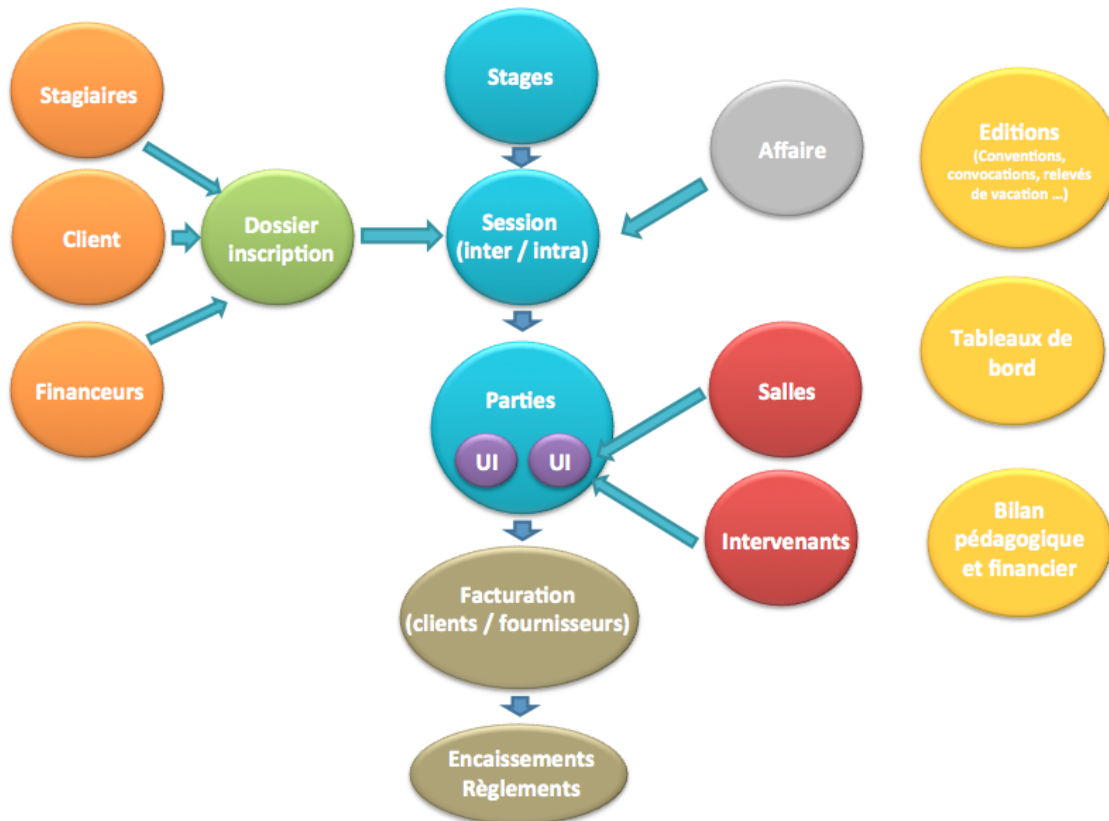 Stagiaires
Client
Financeurs
Dossier
inscription
Stages
Session
(inter / intra)
Parties
UI
UI
Facturation
(clients / fournisseurs)
Encaissements
Règlements
Affaire
Salles
Intervenants
Editions
(Conventions,
convocations, relevés
de vacation ...)
Tableaux de
bord
Bilan
pédagogique
et financier